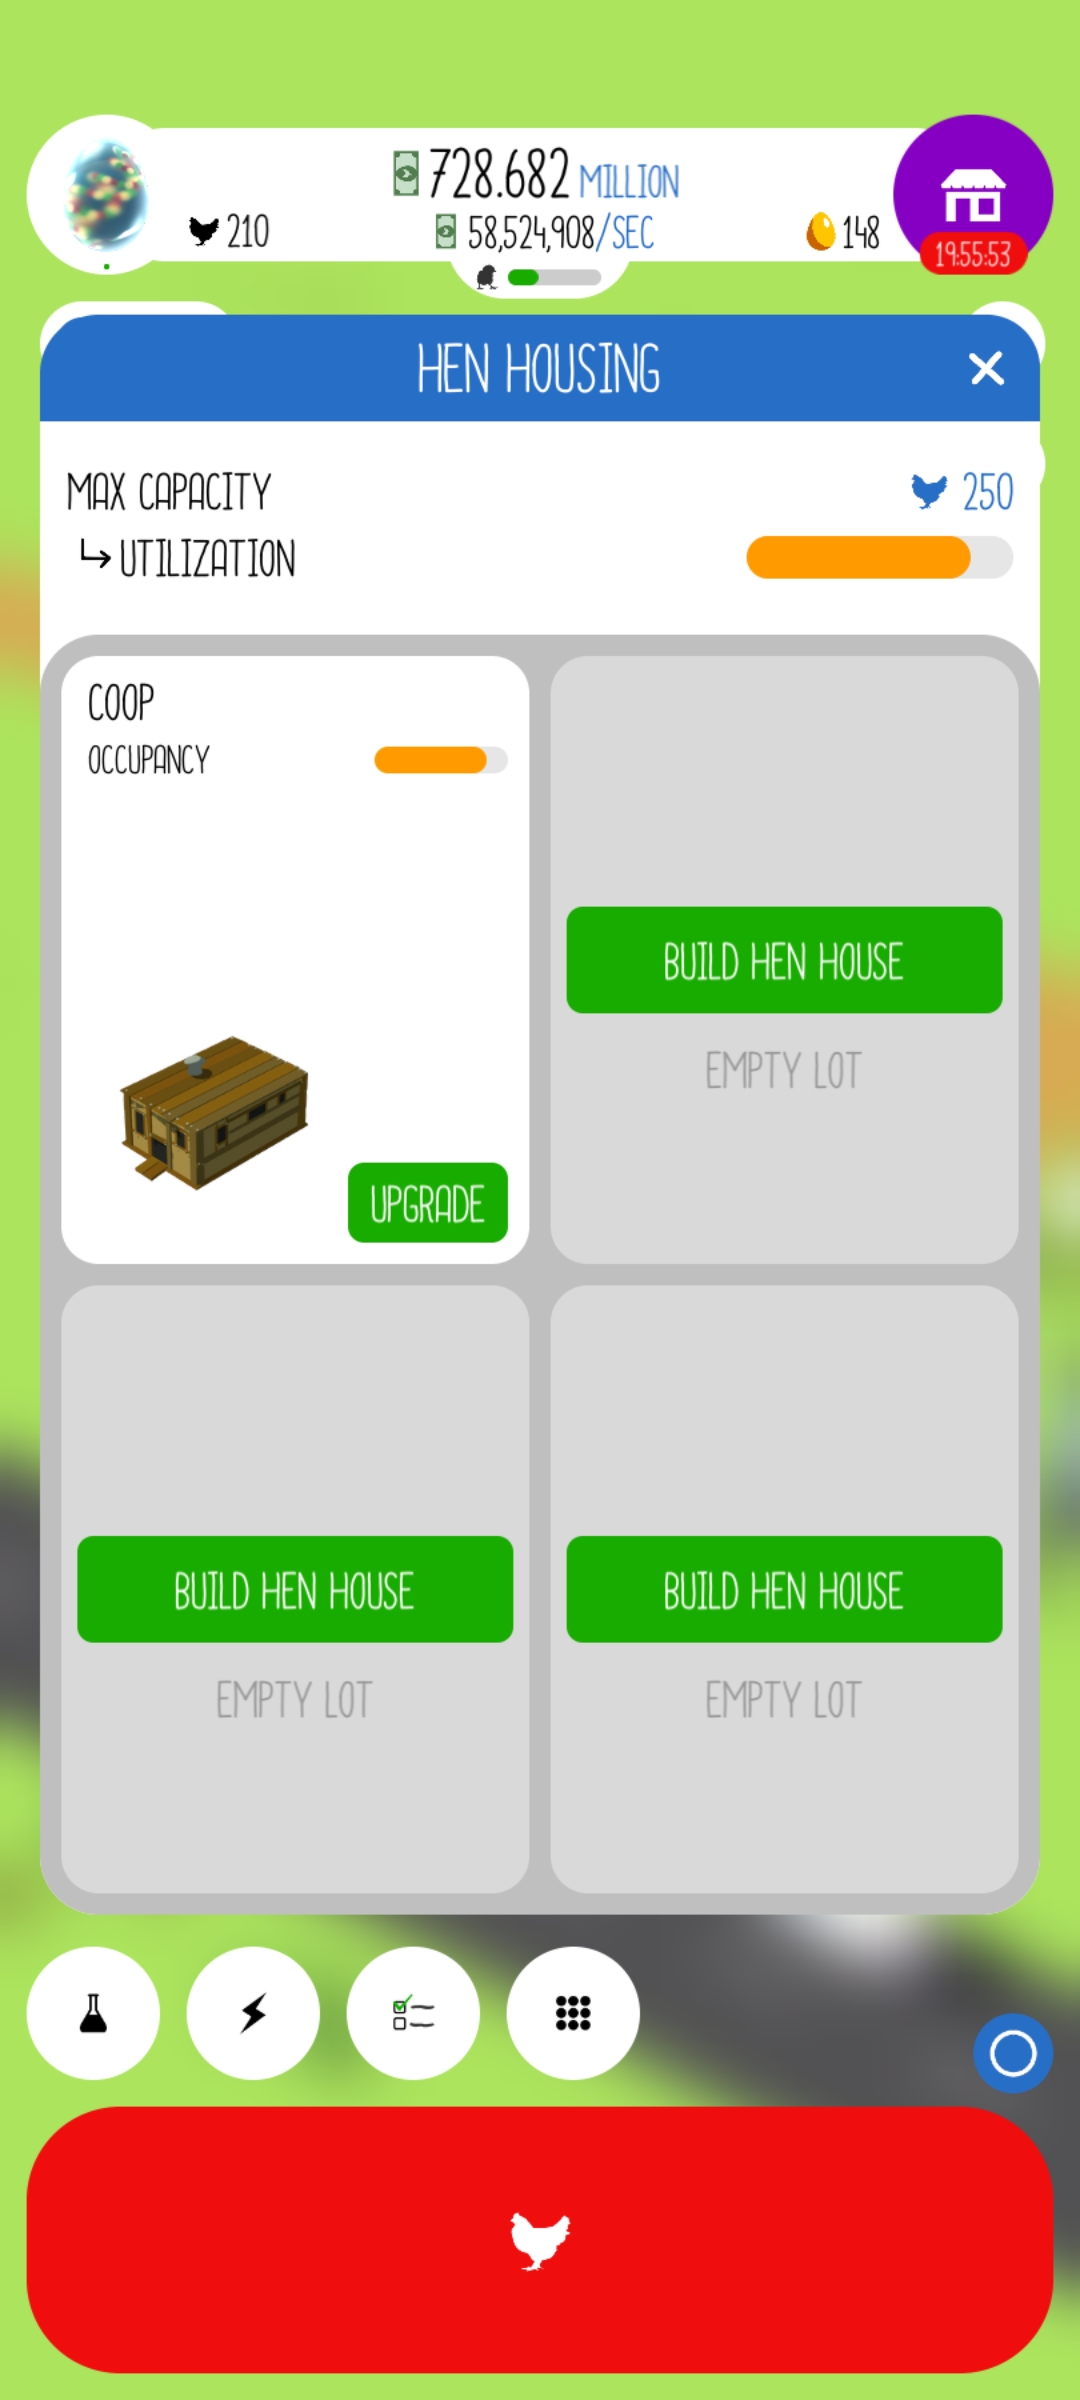 728.682 MILLION
210
58,524,908/SEC
148
19:55:53
HEN HOUSING
MAX CAPACITY
250
UTILIZATION
COOP
OCCUPANCY
UPGRADE
BUILD HEN HOUSE
EMPTY LOT
BUILD HEN HOUSE
EMPTY LOT
BUILD HEN HOUSE
EMPTY LOT